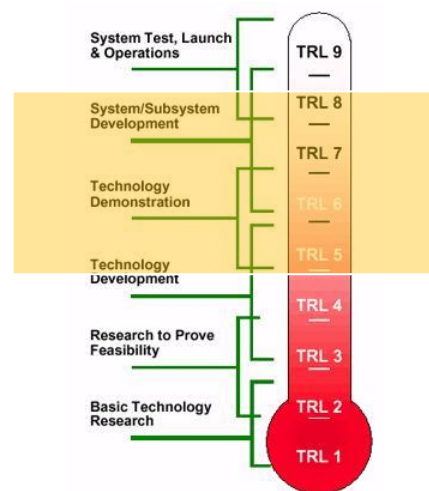 System Test, Launch
& Operations
System/Subsystem
Development
Technology
Demonstration
Technology
Development
Research to Prove
Feasibility
Basic Technology
Research
TRL 9
TRL 8
TRL 7
TRL 6
TRL 5
TRL 4
TRL 3
TRL 2
TRL 1